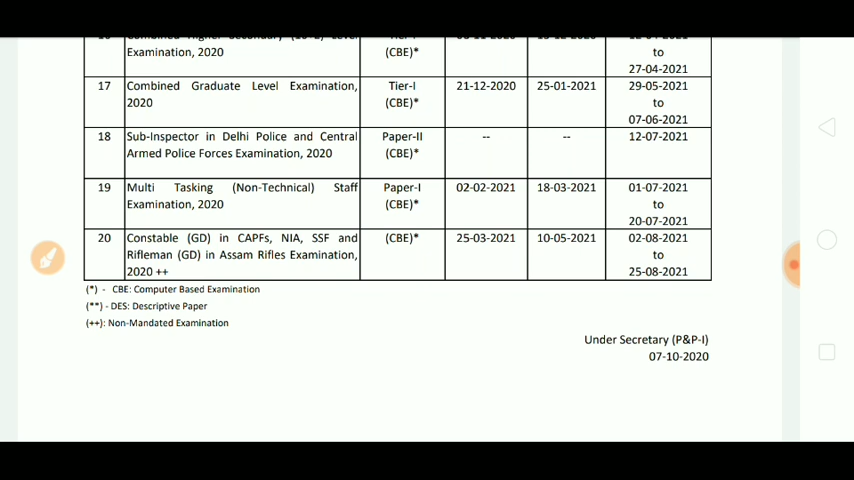 Examination, 2020
(CBE)*
to
27-04-2021
17 Combined Graduate Level Examination, 2020 Tier-I (CBE)* 21-12-2020 25-01-2021 29-05-2021 to 07-06-2021
18 Sub-Inspector in Delhi Police and Central Armed Police Forces Examination, 2020 Paper-II (CBE)* -- -- 12-07-2021
19 Multi Tasking (Non-Technical) Staff Examination, 2020 Paper-I (CBE)* 02-02-2021 18-03-2021 01-07-2021 to 20-07-2021
20 Constable (GD) in CAPFs, NIA, SSF and Rifleman (GD) in Assam Rifles Examination, 2020 ++ (CBE)* 25-03-2021 10-05-2021 02-08-2021 to 25-08-2021
(*) - CBE: Computer Based Examination
(**) - DES: Descriptive Paper
(++): Non-Mandated Examination
Under Secretary (P&P-I)
07-10-2020